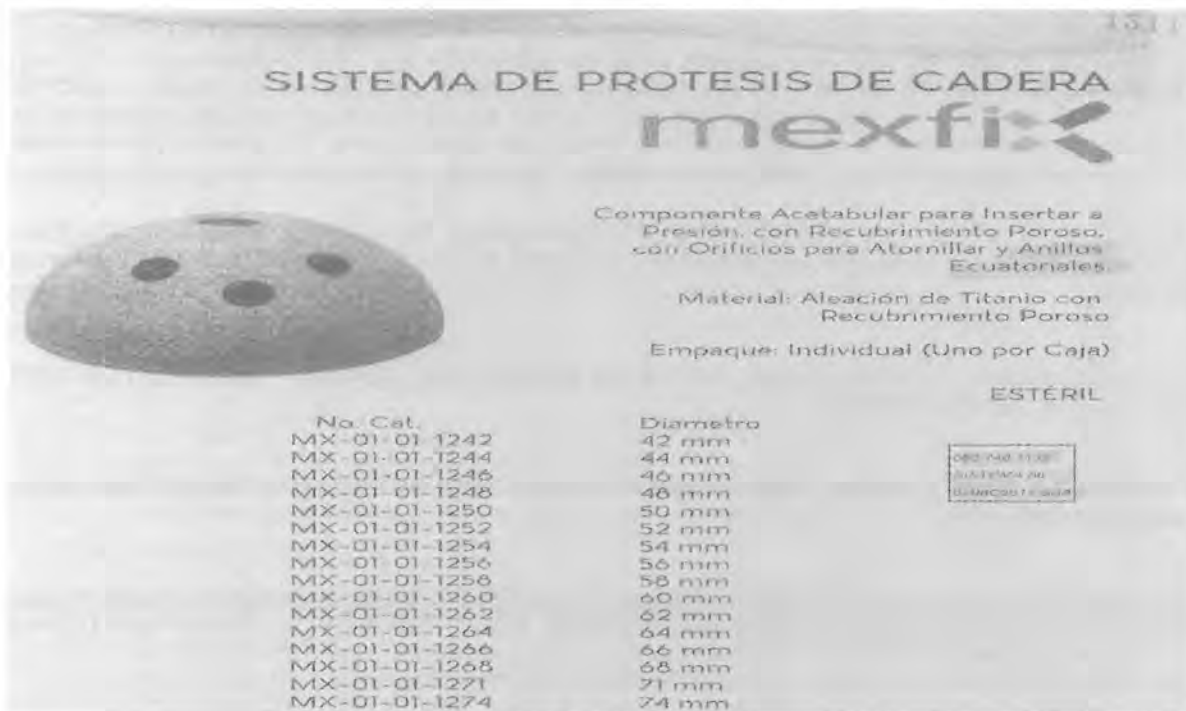 SISTEMA DE PROTESIS DE CADERA
mexfix
Componente Acetabular para Insertar a
Presión, con Recubrimiento Poroso,
con Orificios para Atornillar y Anillos
Ecuatoriales
Material: Aleación de Titanio con
Recubrimiento Poroso
Empaque: Individual (Uno por Caja)
ESTÉRIL
No. Cat. Diametro
MX-01-01-1242 42 mm
MX-01-01-1244 44 mm
MX-01-01-1246 46 mm
MX-01-01-1248 48 mm
MX-01-01-1250 50 mm
MX-01-01-1252 52 mm
MX-01-01-1254 54 mm
MX-01-01-1256 56 mm
MX-01-01-1258 58 mm
MX-01-01-1260 60 mm
MX-01-01-1262 62 mm
MX-01-01-1264 64 mm
MX-01-01-1266 66 mm
MX-01-01-1268 68 mm
MX-01-01-1271 71 mm
MX-01-01-1274 74 mm